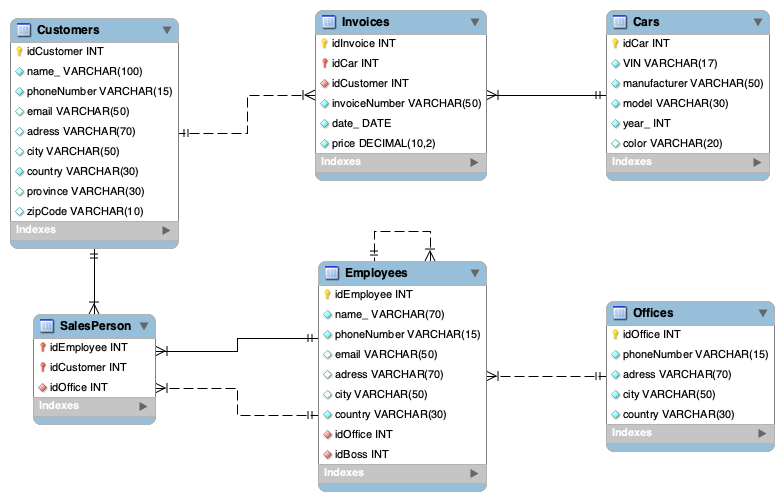 Customers
idCustomer INT
name_ VARCHAR(100)
phoneNumber VARCHAR(15)
email VARCHAR(50)
adress VARCHAR(70)
city VARCHAR(50)
country VARCHAR(30)
province VARCHAR(30)
zipCode VARCHAR(10)
Indexes
Invoices
idInvoice INT
idCar INT
idCustomer INT
invoiceNumber VARCHAR(50)
date_ DATE
price DECIMAL(10,2)
Indexes
Cars
idCar INT
VIN VARCHAR(17)
manufacturer VARCHAR(50)
model VARCHAR(30)
year_ INT
color VARCHAR(20)
Indexes
SalesPerson
idEmployee INT
idCustomer INT
idOffice INT
Indexes
Employees
idEmployee INT
name_ VARCHAR(70)
phoneNumber VARCHAR(15)
email VARCHAR(50)
adress VARCHAR(70)
city VARCHAR(50)
country VARCHAR(30)
idOffice INT
idBoss INT
Indexes
Offices
idOffice INT
phoneNumber VARCHAR(15)
adress VARCHAR(70)
city VARCHAR(50)
country VARCHAR(30)
Indexes